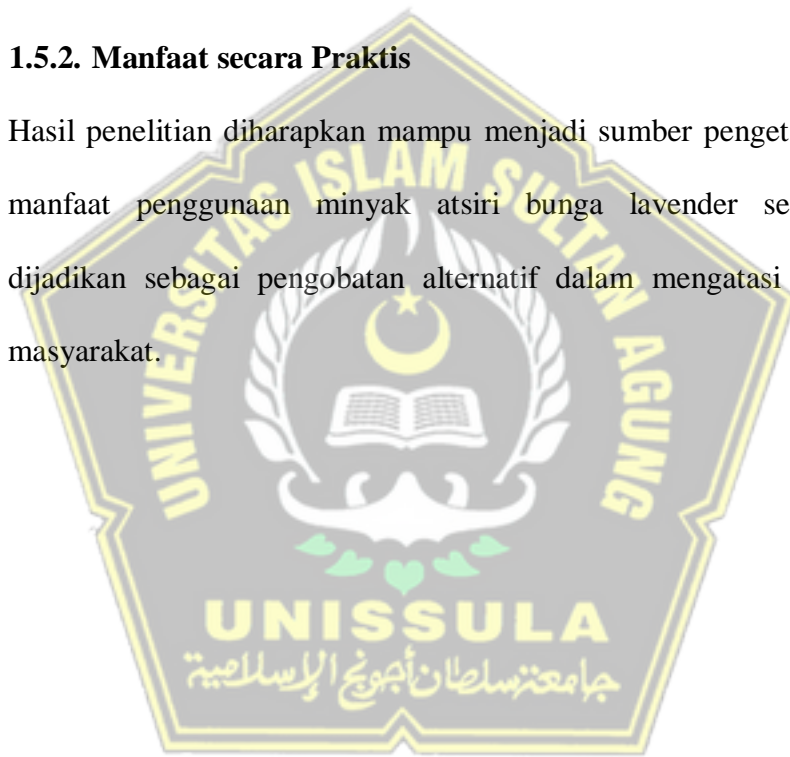 1.5.2. Manfaat secara Praktis
Hasil penelitian diharapkan mampu menjadi sumber penget
manfaat penggunaan minyak atsiri bunga lavender se
dijadikan sebagai pengobatan alternatif dalam mengatasi
masyarakat.
UNIVERSITAS ISLAM SULTAN AGUNG
UNISSULA
جامعة سلطان أجونج الإسلامية